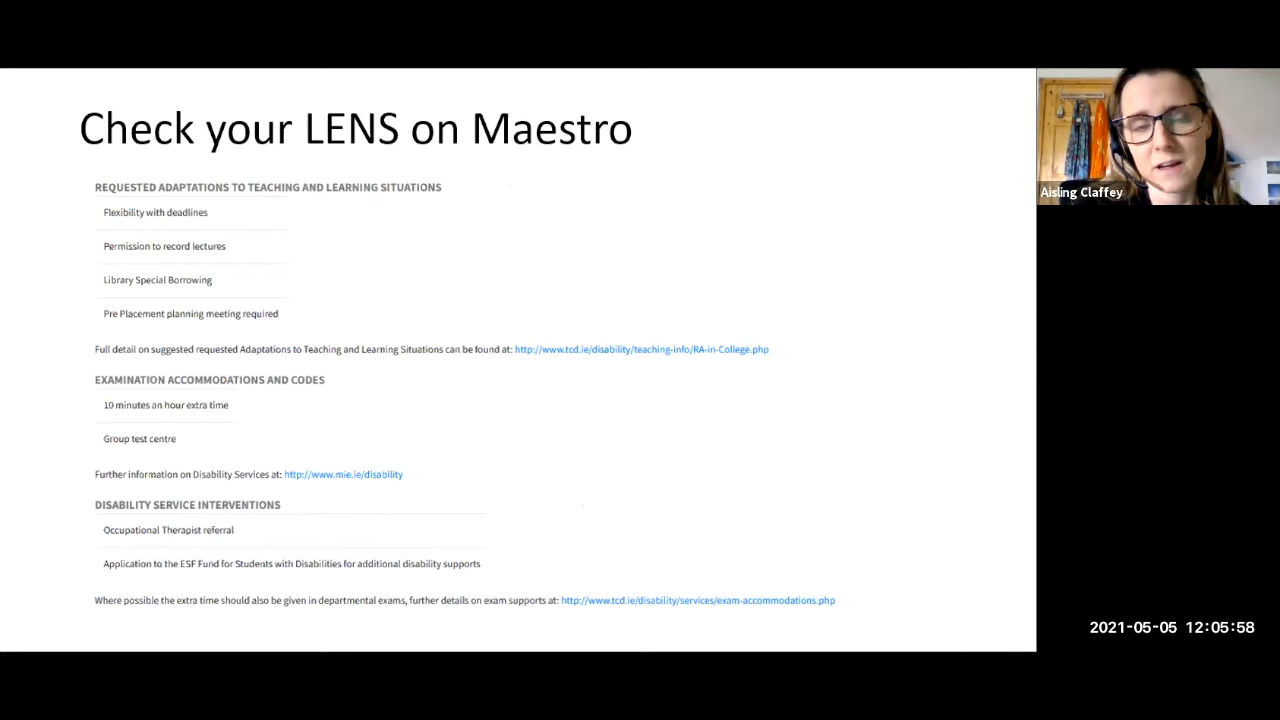 Check your LENS on Maestro
REQUESTED ADAPTATIONS TO TEACHING AND LEARNING SITUATIONS
Flexibility with deadlines
Permission to record lectures
Library Special Borrowing
Pre Placement planning meeting required
Full detail on suggested requested Adaptations to Teaching and Learning Situations can be found at: http://www.tcd.ie/disability/teaching-info/RA-in-College.php
EXAMINATION ACCOMMODATIONS AND CODES
10 minutes an hour extra time
Group test centre
Further information on Disability Services at: http://www.mie.ie/disability
DISABILITY SERVICE INTERVENTIONS
Occupational Therapist referral
Application to the ESF Fund for Students with Disabilities for additional disability supports
Where possible the extra time should also be given in departmental exams, further details on exam supports at: http://www.tcd.ie/disability/services/exam-accommodations.php
Aisling Claffey
2021-05-05 12:05:58